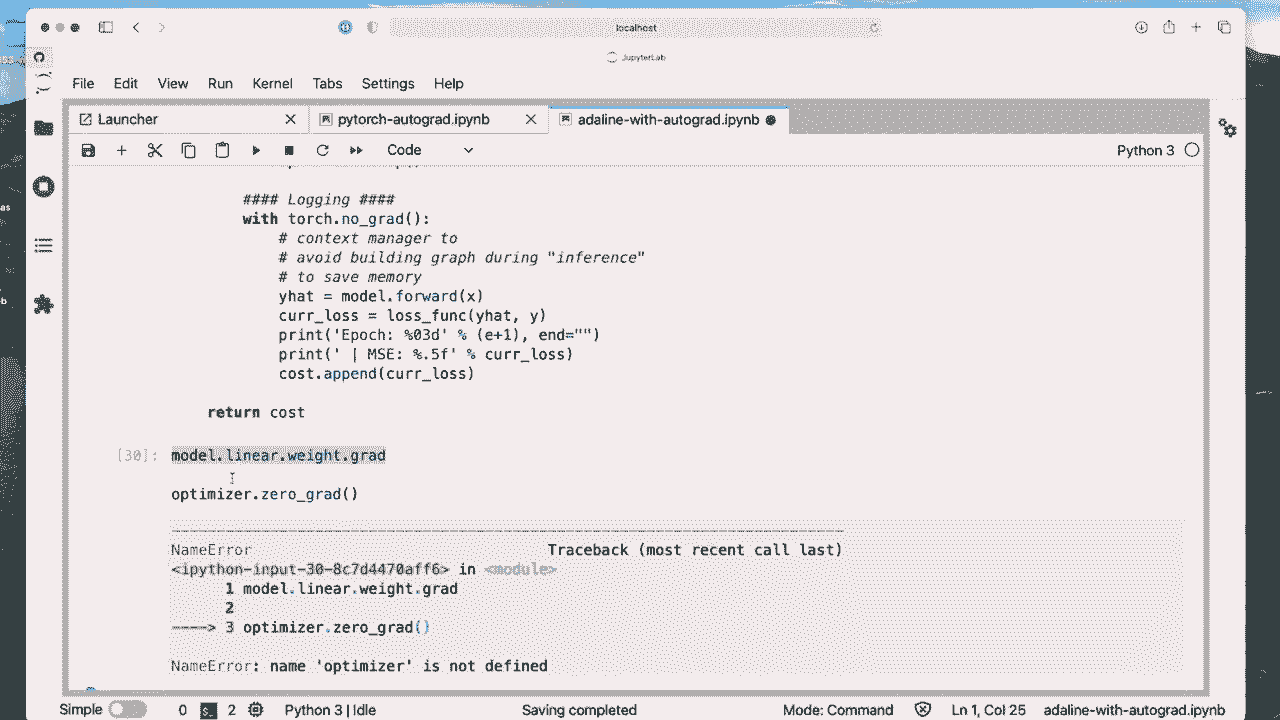 localhost
JupyterLab
File Edit View Run Kernel Tabs Settings Help
Launcher pytorch-autograd.ipynb adaline-with-autograd.ipynb
Code Python 3
#### Logging ####
with torch.no_grad():
# context manager to
# avoid building graph during "inference"
# to save memory
yhat = model.forward(x)
curr_loss = loss_func(yhat, y)
print('Epoch: %03d' % (e+1), end="")
print(' | MSE: %.5f' % curr_loss)
cost.append(curr_loss)
return cost
[30]: model.linear.weight.grad
optimizer.zero_grad()
---------------------------------------------------------------------------
NameError Traceback (most recent call last)
<ipython-input-30-8c7d4470aff6> in <module>
1 model.linear.weight.grad
2
----> 3 optimizer.zero_grad()
NameError: name 'optimizer' is not defined
Simple 0 2 Python 3 | Idle Saving completed Mode: Command Ln 1, Col 25 adaline-with-autograd.ipynb